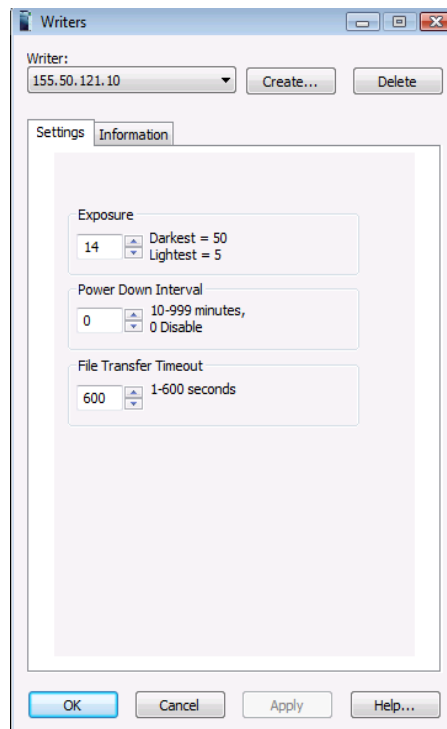 Writers
Writer:
155.50.121.10
Create...
Delete
Settings
Information
Exposure
14
Darkest = 50
Lightest = 5
Power Down Interval
0
10-999 minutes,
0 Disable
File Transfer Timeout
600
1-600 seconds
OK
Cancel
Apply
Help...